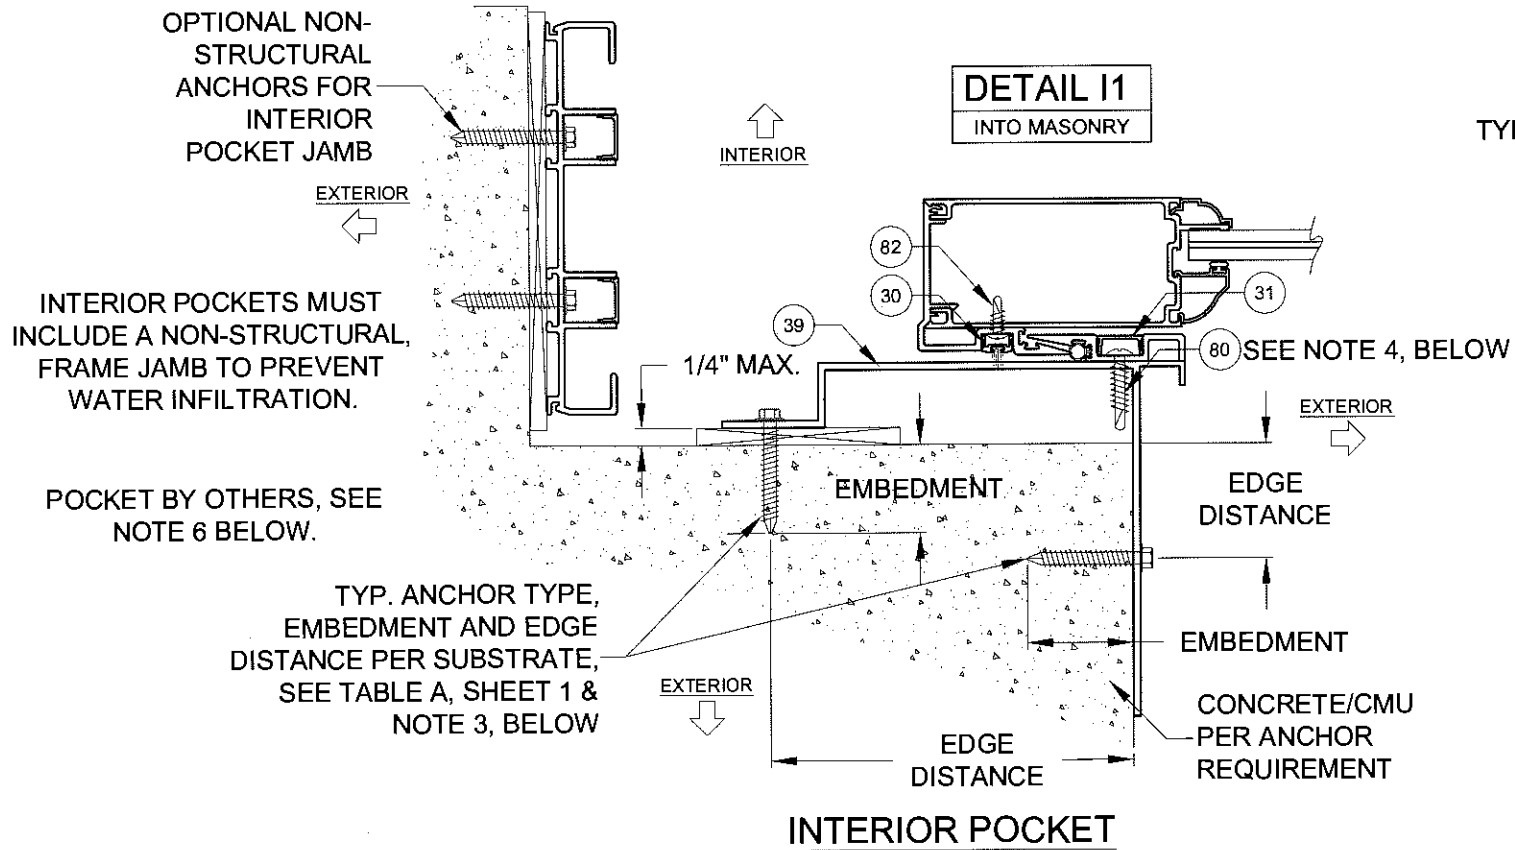 OPTIONAL NON-
STRUCTURAL
ANCHORS FOR
INTERIOR
POCKET JAMB
EXTERIOR
INTERIOR
DETAIL I1
INTO MASONRY
TYI
INTERIOR POCKETS MUST
INCLUDE A NON-STRUCTURAL,
FRAME JAMB TO PREVENT
WATER INFILTRATION.
82
30
39
31
80
SEE NOTE 4, BELOW
1/4" MAX.
EXTERIOR
POCKET BY OTHERS, SEE
NOTE 6 BELOW.
EMBEDMENT
EDGE
DISTANCE
TYP. ANCHOR TYPE,
EMBEDMENT AND EDGE
DISTANCE PER SUBSTRATE,
SEE TABLE A, SHEET 1 &
NOTE 3, BELOW
EXTERIOR
EMBEDMENT
CONCRETE/CMU
PER ANCHOR
REQUIREMENT
EDGE
DISTANCE
INTERIOR POCKET